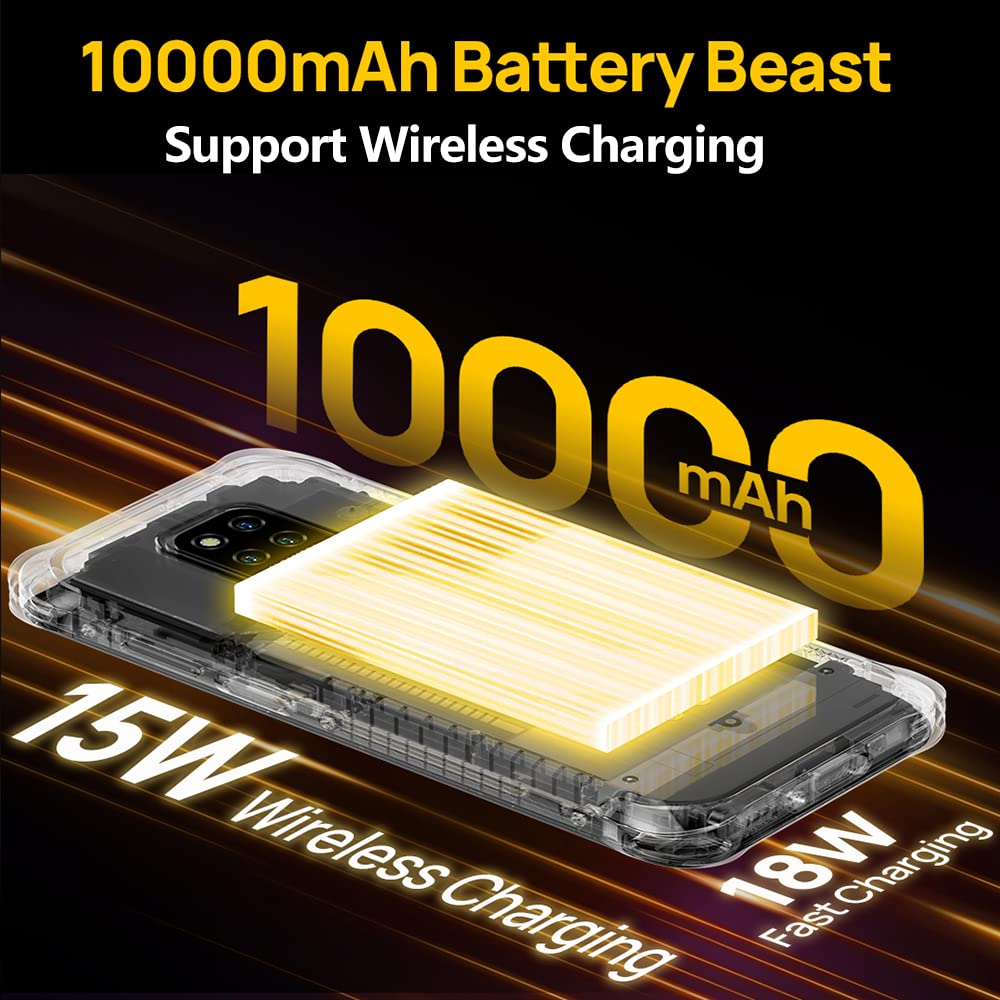 10000mAh Battery Beast
Support Wireless Charging
10000
mAh
15W
Wireless Charging
18W
Fast Charging